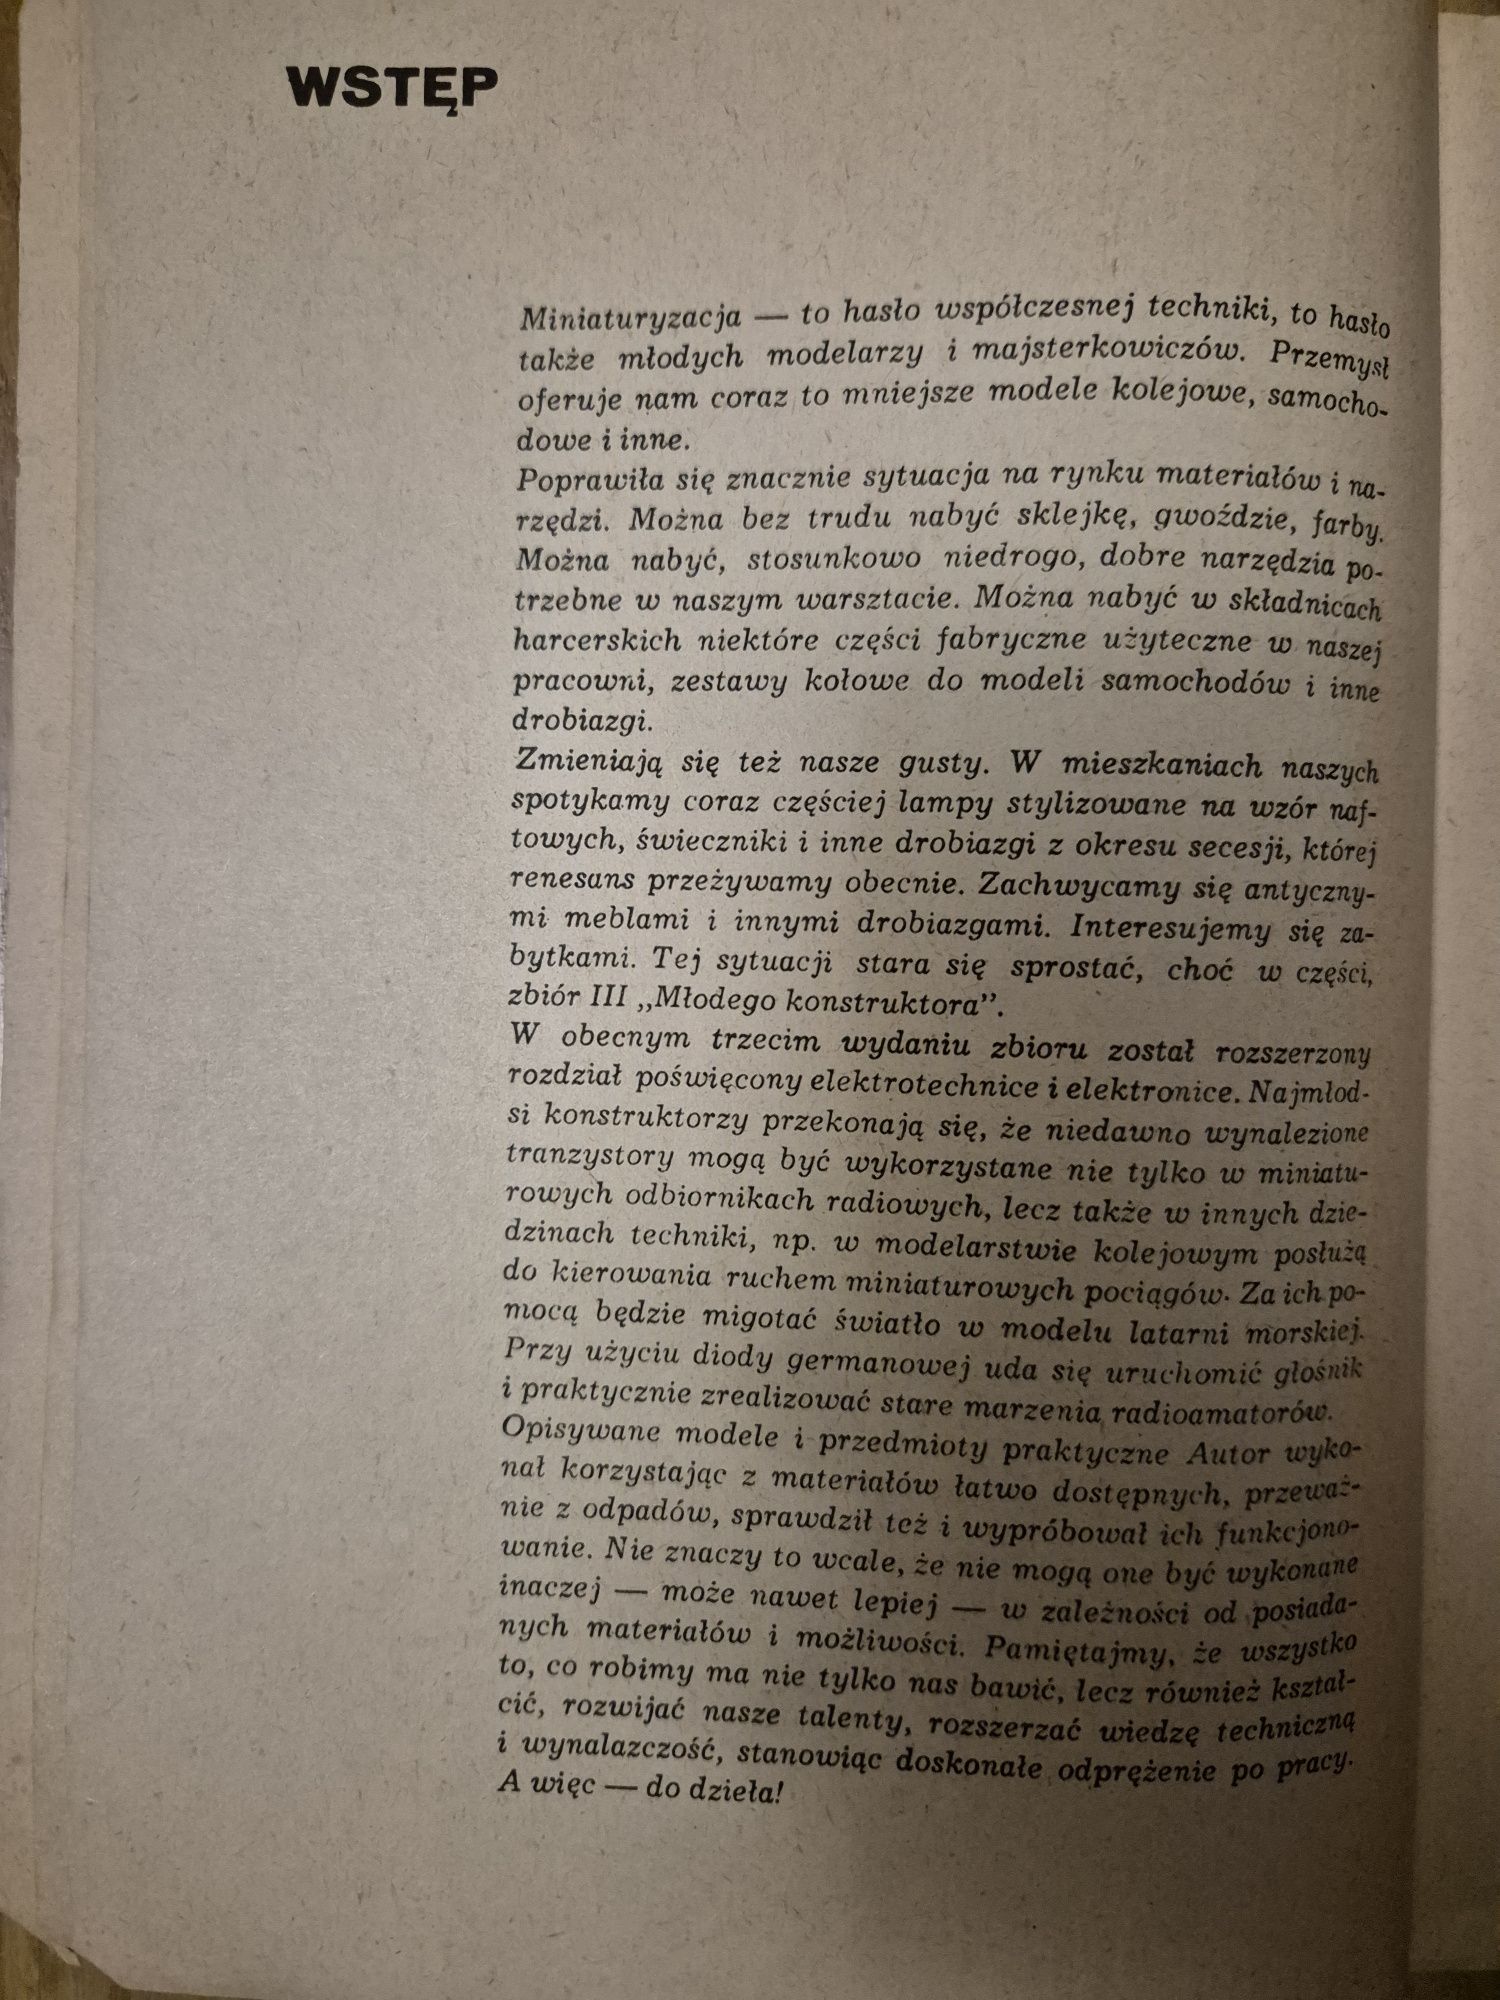 WSTĘP
Miniaturyzacja — to hasło współczesnej techniki, to hasło
także młodych modelarzy i majsterkowiczów. Przemysł
oferuje nam coraz to mniejsze modele kolejowe, samocho-
dowe i inne.
Poprawiła się znacznie sytuacja na rynku materiałów i na-
rzędzi. Można bez trudu nabyć sklejkę, gwoździe, farby.
Można nabyć, stosunkowo niedrogo, dobre narzędzia po-
trzebne w naszym warsztacie. Można nabyć w składnicach
harcerskich niektóre części fabryczne użyteczne w naszej
pracowni, zestawy kołowe do modeli samochodów i inne
drobiazgi.
Zmieniają się też nasze gusty. W mieszkaniach naszych
spotykamy coraz częściej lampy stylizowane na wzór naf-
towych, świeczniki i inne drobiazgi z okresu secesji, której
renesans przeżywamy obecnie. Zachwycamy się antyczny-
mi meblami i innymi drobiazgami. Interesujemy się za-
bytkami. Tej sytuacji stara się sprostać, choć w części,
zbiór III „Młodego konstruktora”.
W obecnym trzecim wydaniu zbioru został rozszerzony
rozdział poświęcony elektrotechnice i elektronice. Najmłod-
si konstruktorzy przekonają się, że niedawno wynalezione
tranzystory mogą być wykorzystane nie tylko w miniatu-
rowych odbiornikach radiowych, lecz także w innych dzie-
dzinach techniki, np. w modelarstwie kolejowym posłużą
do kierowania ruchem miniaturowych pociągów. Za ich po-
mocą będzie migotać światło w modelu latarni morskiej.
Przy użyciu diody germanowej uda się uruchomić głośnik
i praktycznie zrealizować stare marzenia radioamatorów.
Opisywane modele i przedmioty praktyczne Autor wyko-
nał korzystając z materiałów łatwo dostępnych, przeważ-
nie z odpadów, sprawdził też i wypróbował ich funkcjono-
wanie. Nie znaczy to wcale, że nie mogą one być wykonane
inaczej — może nawet lepiej — w zależności od posiada-
nych materiałów i możliwości. Pamiętajmy, że wszystko
to, co robimy ma nie tylko nas bawić, lecz również kształ-
cić, rozwijać nasze talenty, rozszerzać wiedzę techniczną
i wynalazczość, stanowiąc doskonałe odprężenie po pracy.
A więc — do dzieła!